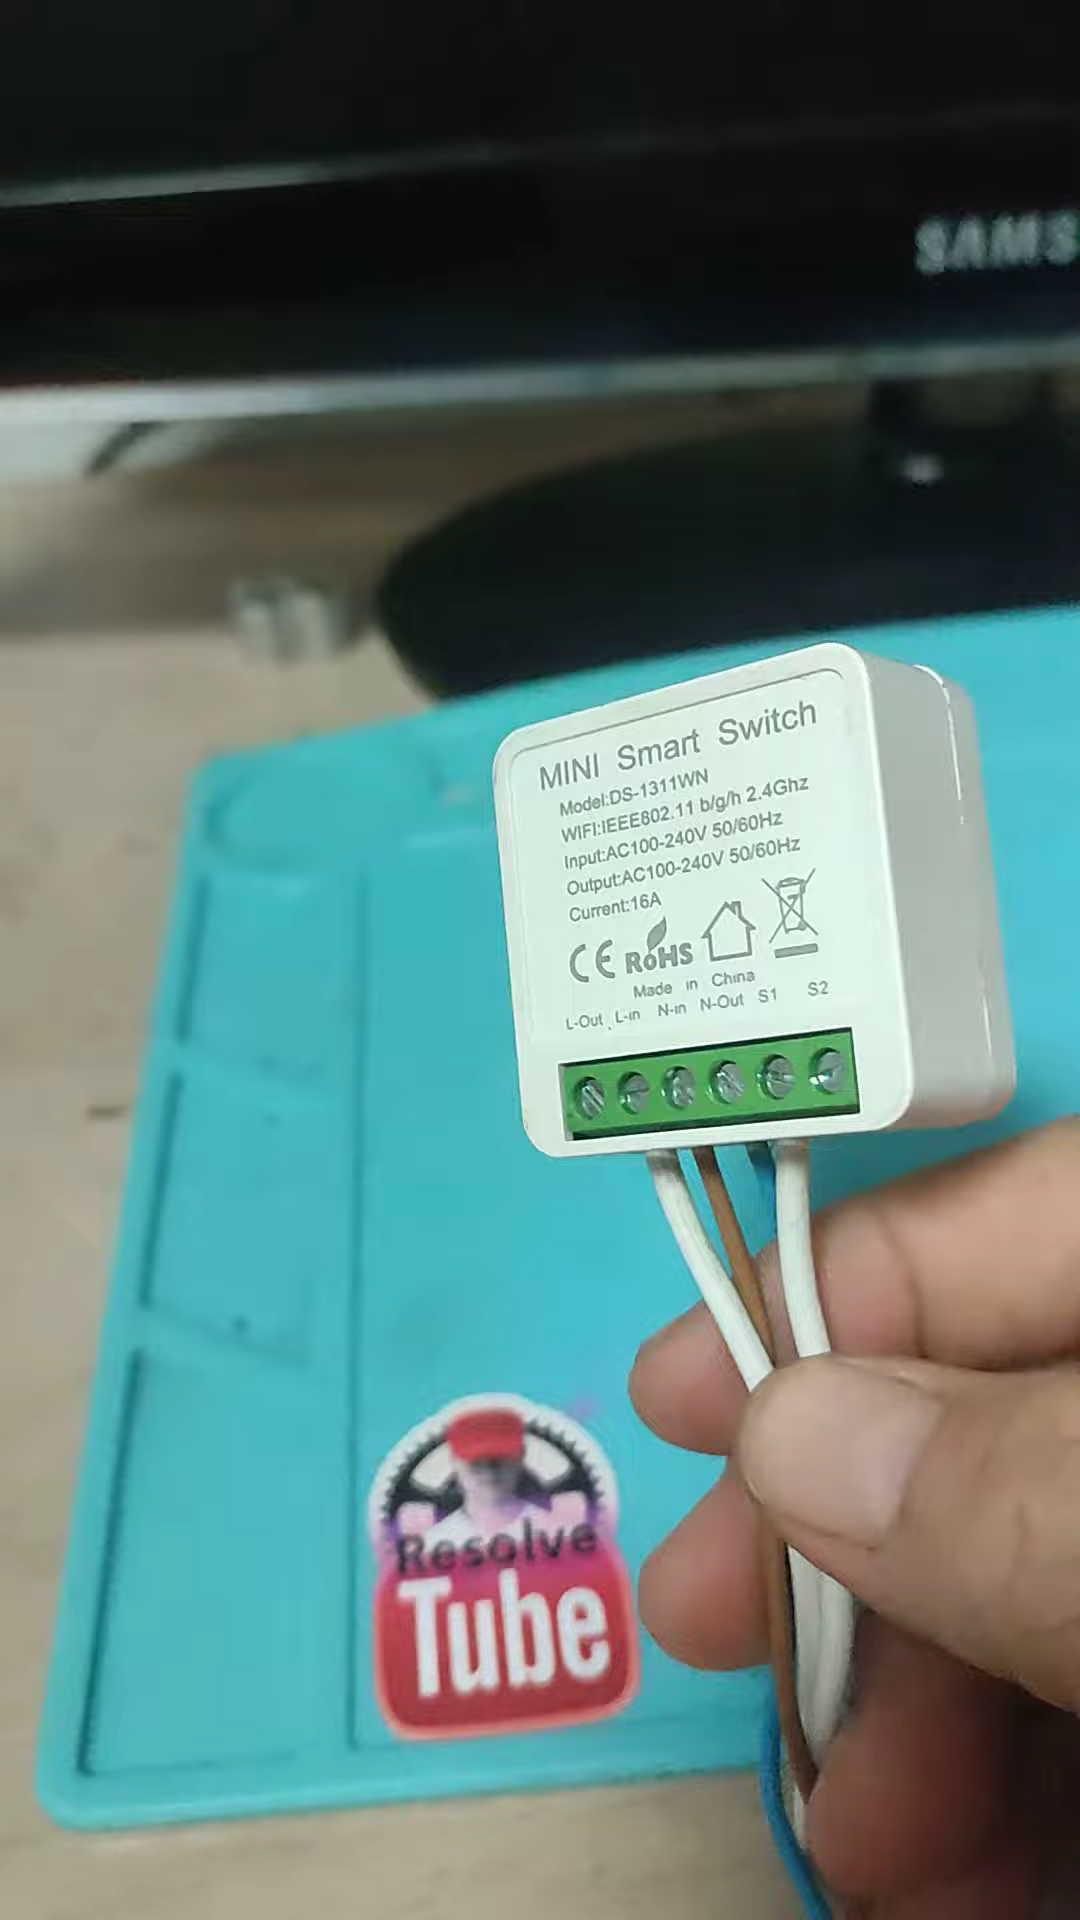 SAMS
MINI Smart Switch
Model:DS-1311WN
WIFI:IEEE802.11 b/g/h 2.4Ghz
Input:AC100-240V 50/60Hz
Output:AC100-240V 50/60Hz
Current:16A
CE RoHS
Made in China
L-Out L-in N-in N-Out S1 S2
Resolve
Tube